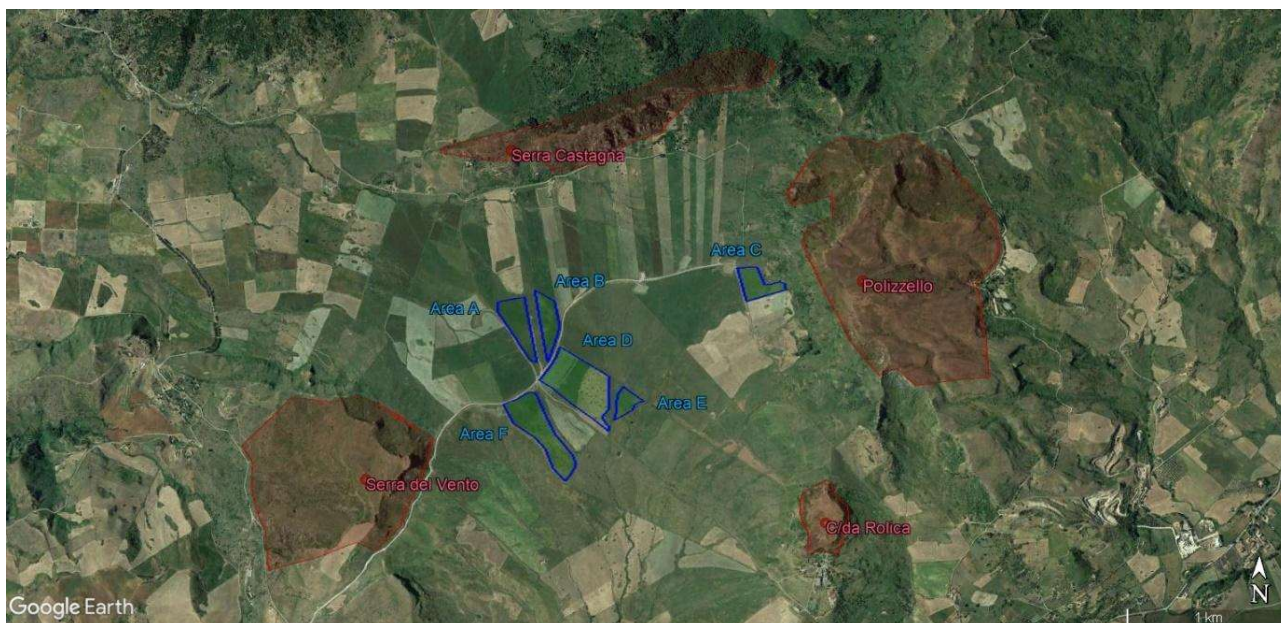 Serra Castagna
Area C
Polizzello
Area B
Area A
Area D
Area E
Area F
Serra del Vento
C/da Rolica
Google Earth
1 km
N